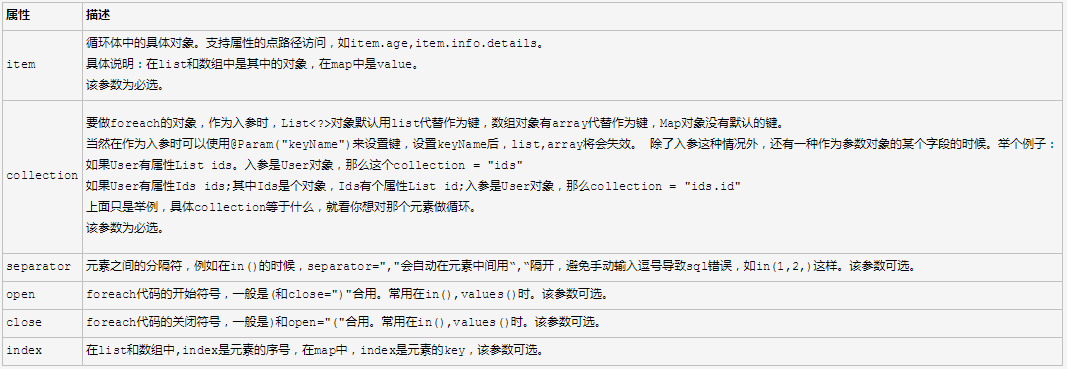 属性 描述
循环体中的具体对象。支持属性的点路径访问，如item.age,item.info.details。
item 具体说明：在list和数组中是其中的对象，在map中是value。
该参数为必选。
要做foreach的对象，作为入参时，List<?>对象默认用list代替作为键，数组对象有array代替作为键，Map对象没有默认的键。
当然在作为入参时可以使用@Param("keyName")来设置键，设置keyName后，list,array将会失效。 除了入参这种情况外，还有一种作为参数对象的某个字段的时候。举个例子：
如果User有属性List ids。入参是User对象，那么这个collection = "ids"
collection 如果User有属性Ids ids;其中Ids是个对象，Ids有个属性List id;入参是User对象，那么collection = "ids.id"
上面只是举例，具体collection等于什么，就看你想对那个元素做循环。
该参数为必选。
separator 元素之间的分隔符，例如在in()的时候，separator=","会自动在元素中间用“,“隔开，避免手动输入逗号导致sql错误，如in(1,2,)这样。该参数可选。
open foreach代码的开始符号，一般是(和close=")"合用。常用在in(),values()时。该参数可选。
close foreach代码的关闭符号，一般是)和open="("合用。常用在in(),values()时。该参数可选。
index 在list和数组中,index是元素的序号，在map中，index是元素的key，该参数可选。